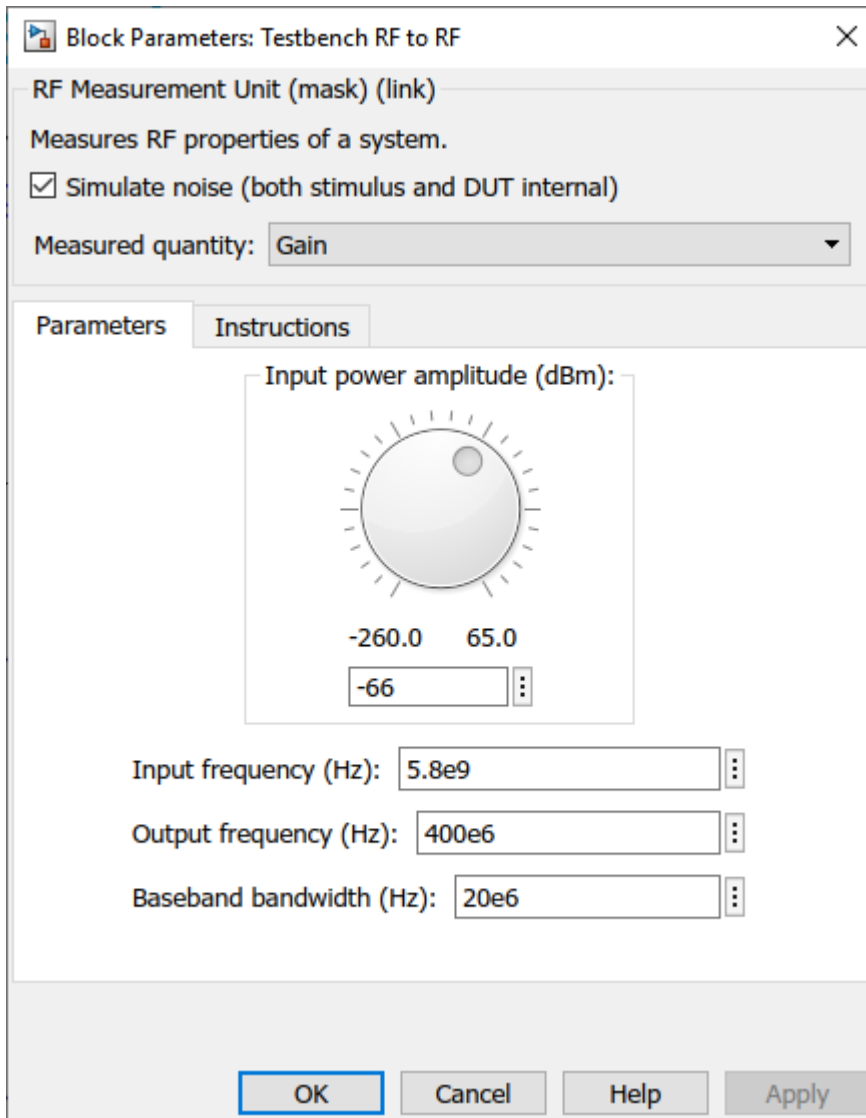 Block Parameters: Testbench RF to RF
RF Measurement Unit (mask) (link)
Measures RF properties of a system.
Simulate noise (both stimulus and DUT internal)
Measured quantity: Gain
Parameters Instructions
Input power amplitude (dBm):
-260.0 65.0
-66
Input frequency (Hz): 5.8e9
Output frequency (Hz): 400e6
Baseband bandwidth (Hz): 20e6
OK Cancel Help Apply